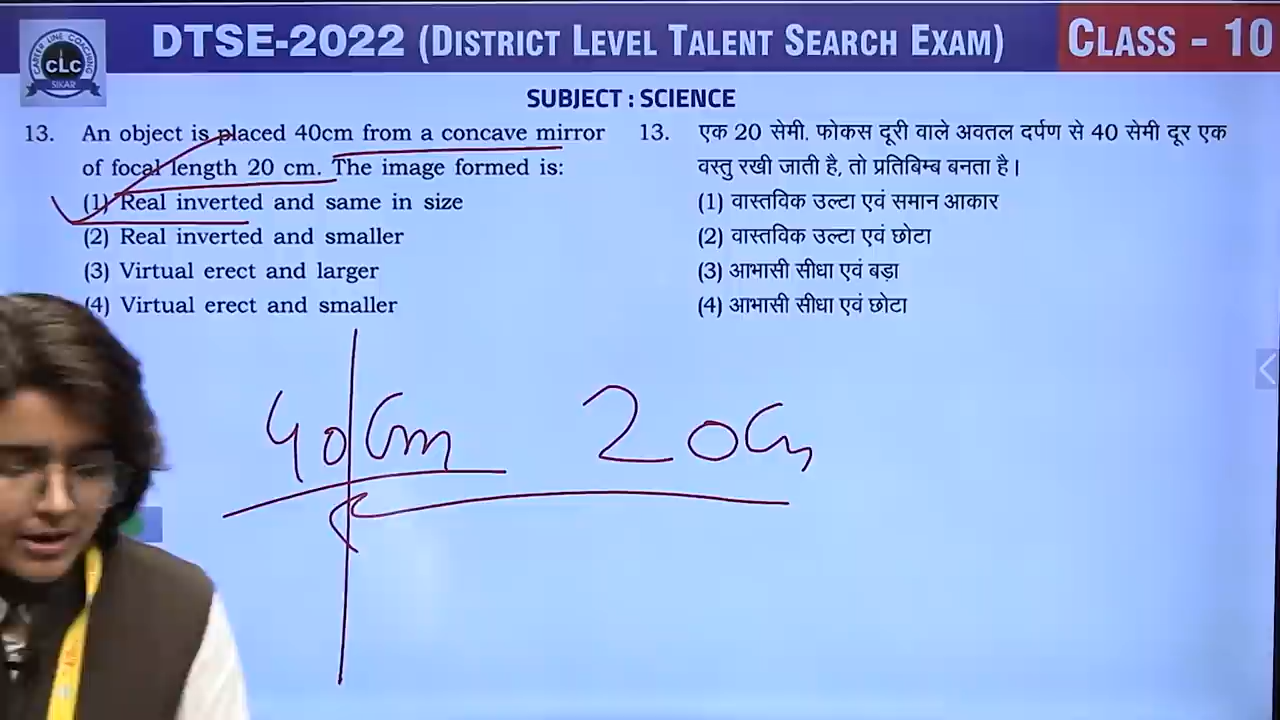 CAREER LINE COACHING
CLC
SIKAR
DTSE-2022 (DISTRICT LEVEL TALENT SEARCH EXAM)
CLASS - 10
SUBJECT : SCIENCE
13. An object is placed 40cm from a concave mirror
of focal length 20 cm. The image formed is:
(1) Real inverted and same in size
(2) Real inverted and smaller
(3) Virtual erect and larger
(4) Virtual erect and smaller
13. एक 20 सेमी. फोकस दूरी वाले अवतल दर्पण से 40 सेमी दूर एक
वस्तु रखी जाती है, तो प्रतिबिम्ब बनता है।
(1) वास्तविक उल्टा एवं समान आकार
(2) वास्तविक उल्टा एवं छोटा
(3) आभासी सीधा एवं बड़ा
(4) आभासी सीधा एवं छोटा
40 Cm 20 Cm